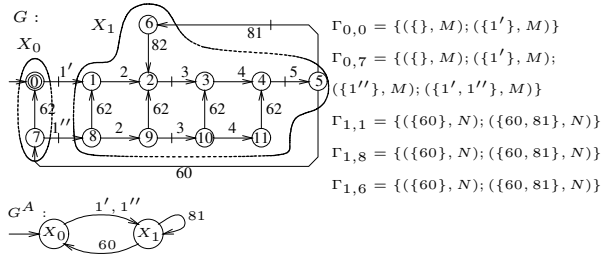 G :
X₀
X₁
6
81
82
0
1'
1
2
2
3
3
4
4
5
5
62
62
62
62
62
7
1''
8
2
9
3
10
4
11
60
Γ₀,₀ = {({}, M); ({1'}, M)}
Γ₀,₇ = {({}, M); ({1'}, M);
({1''}, M); ({1', 1''}, M)}
Γ₁,₁ = {({60}, N); ({60, 81}, N)}
Γ₁,₈ = {({60}, N); ({60, 81}, N)}
Γ₁,₆ = {({60}, N); ({60, 81}, N)}
Gᴬ :
1', 1''
X₀
X₁
81
60